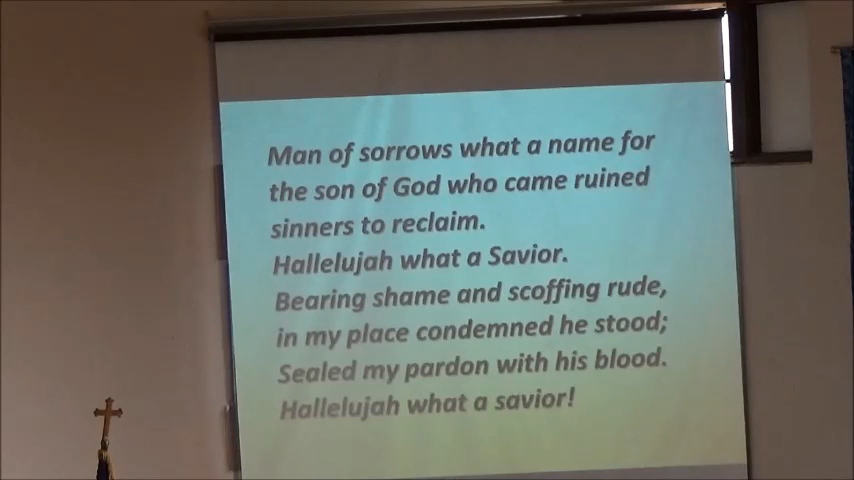 Man of sorrows what a name for
the son of God who came ruined
sinners to reclaim.
Hallelujah what a Savior.
Bearing shame and scoffing rude,
in my place condemned he stood;
Sealed my pardon with his blood.
Hallelujah what a savior!